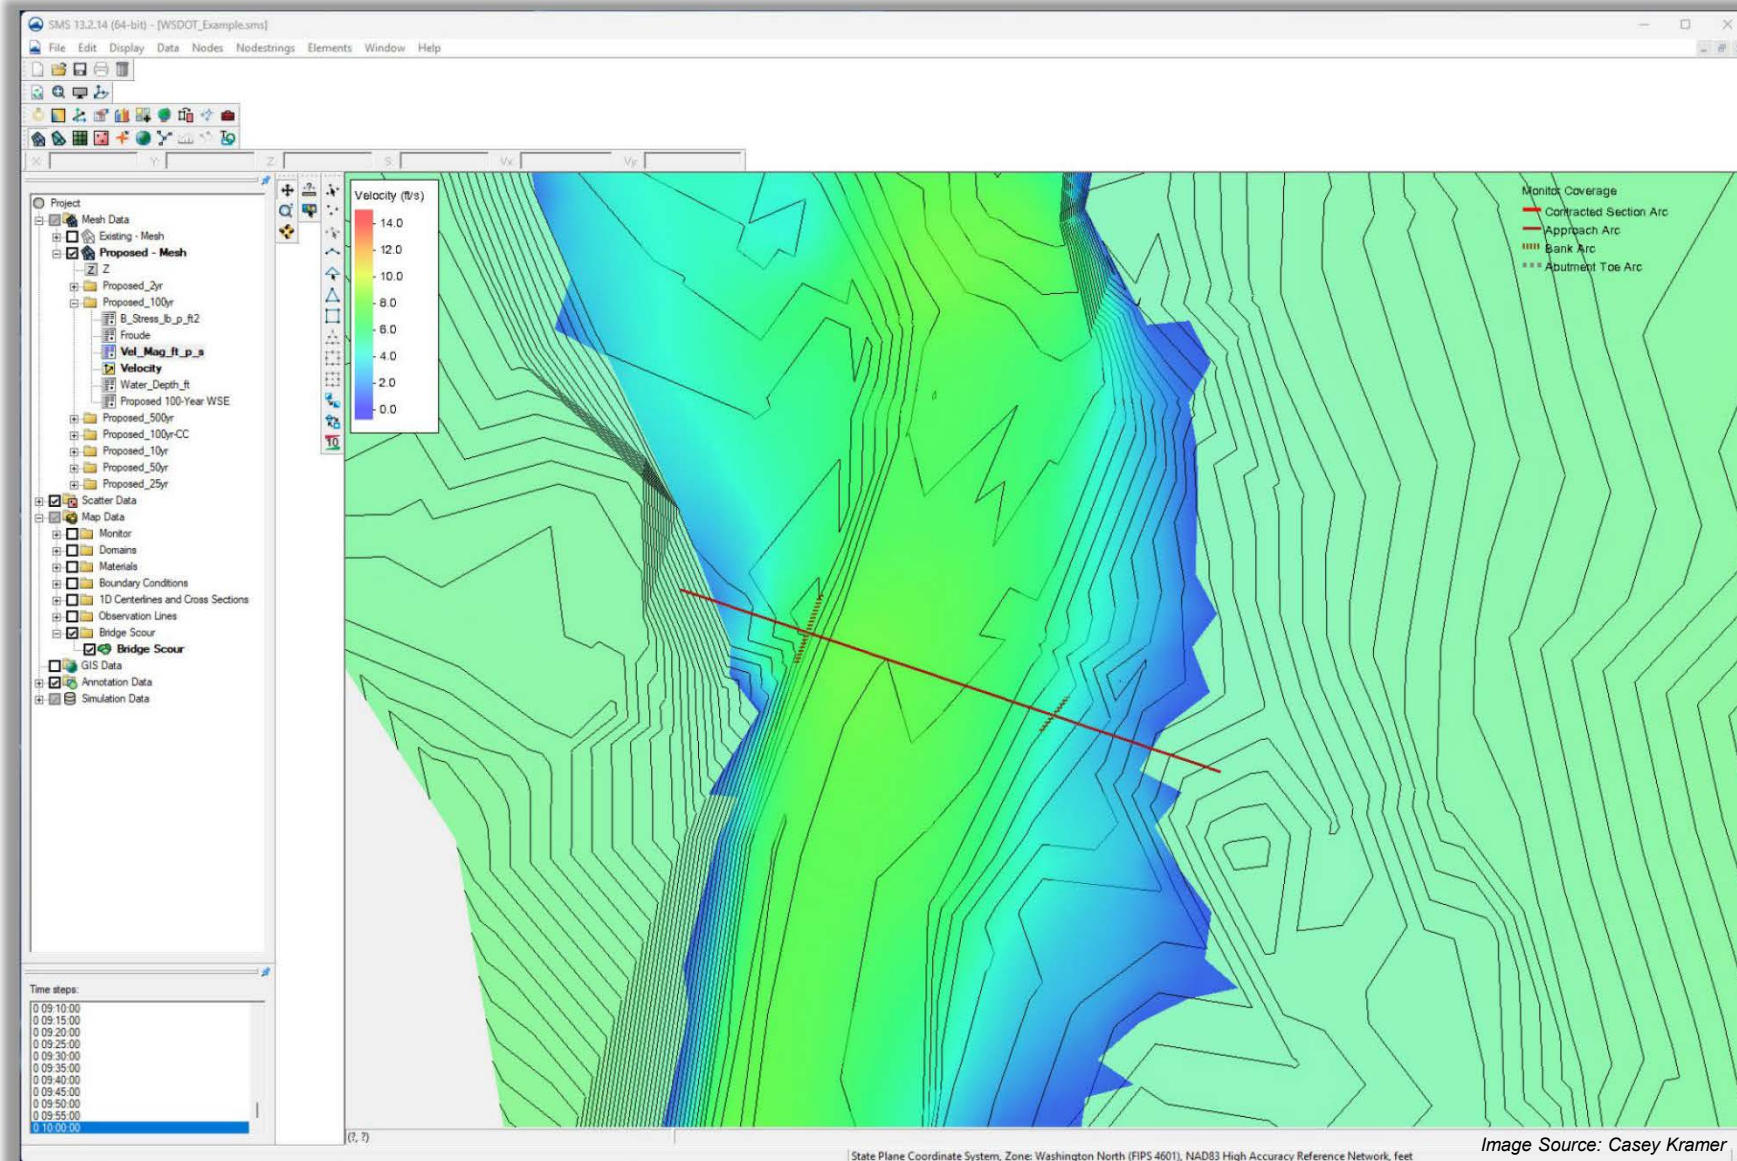 SMS 13.2.14 (64-bit) - [WSDOT_Example.sms]
File Edit Display Data Nodes Nodestrings Elements Window Help
X: Y: Z: S: Vx: Vy:
Project
Mesh Data
Existing - Mesh
Proposed - Mesh
Z Z
Proposed_2yr
Proposed_100yr
B_Stress_lb_p_ft2
Froude
Vel_Mag_ft_p_s
Velocity
Water_Depth_ft
Proposed 100-Year WSE
Proposed_500yr
Proposed_100yr-CC
Proposed_10yr
Proposed_50yr
Proposed_25yr
Scatter Data
Map Data
Monitor
Domains
Materials
Boundary Conditions
1D Centerlines and Cross Sections
Observation Lines
Bridge Scour
Bridge Scour
GIS Data
Annotation Data
Simulation Data
Time steps:
0 09:10:00
0 09:15:00
0 09:20:00
0 09:25:00
0 09:30:00
0 09:35:00
0 09:40:00
0 09:45:00
0 09:50:00
0 09:55:00
0 10:00:00
10
Velocity (ft/s)
14.0
12.0
10.0
8.0
6.0
4.0
2.0
0.0
Monitor Coverage
Contracted Section Arc
Approach Arc
Bank Arc
Abutment Toe Arc
(?, ?)
Image Source: Casey Kramer
State Plane Coordinate System, Zone: Washington North (FIPS 4601), NAD83 High Accuracy Reference Network, feet